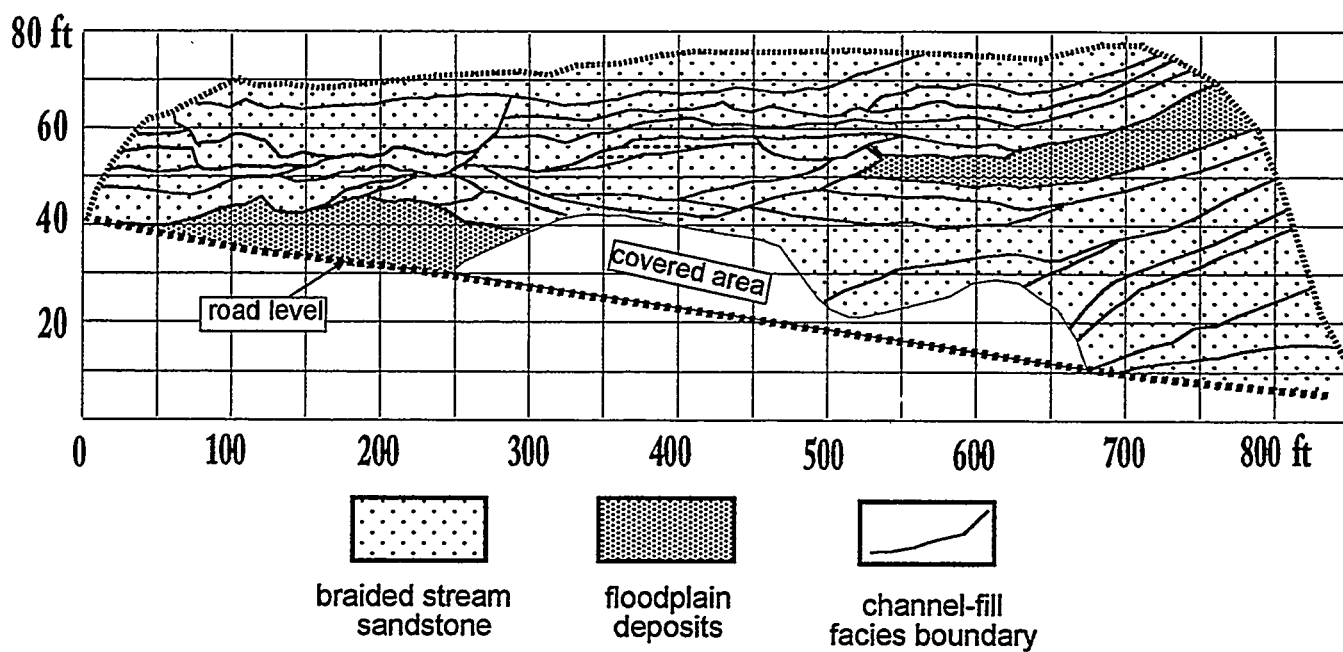 80 ft
60
40
20
covered area
road level
0 100 200 300 400 500 600 700 800 ft
braided stream
sandstone
floodplain
deposits
channel-fill
facies boundary